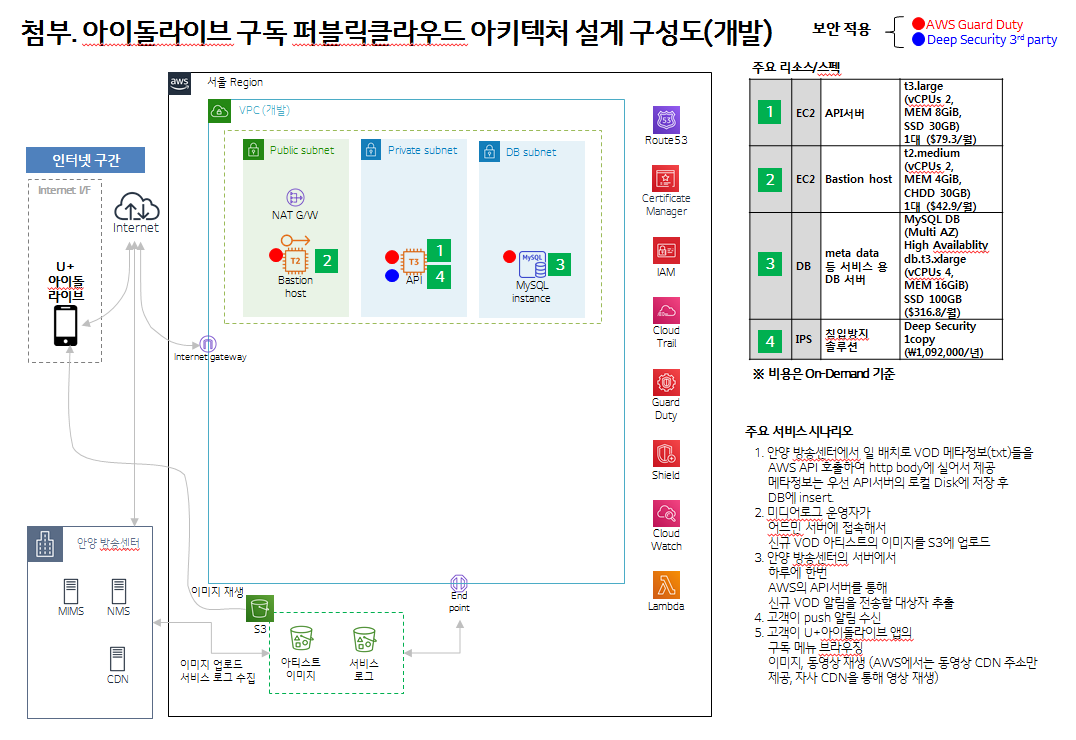 첨부. 아이돌라이브 구독 퍼블릭클라우드 아키텍처 설계 구성도(개발)
보안 적용
AWS Guard Duty
Deep Security 3rd party
주요 리소스/스펙
1
EC2
API서버
t3.large
(vCPUs 2,
MEM 8GiB,
SSD 30GB)
1대 ($79.3/월)
2
EC2
Bastion host
t2.medium
(vCPUs 2,
MEM 4GiB,
CHDD 30GB)
1대 ($42.9/월)
3
DB
meta data
등 서비스 용
DB 서버
MySQL DB
(Multi AZ)
High Availablity
db.t3.xlarge
(vCPUs 4,
MEM 16GiB)
SSD 100GB
($316.8/월)
4
IPS
침입방지
솔루션
Deep Security
1copy
(₩1,092,000/년)
※ 비용은 On-Demand 기준
주요 서비스 시나리오
1. 안양 방송센터에서 일 배치로 VOD 메타정보(txt)들을
AWS API 호출하여 http body에 실어서 제공
메타정보는 우선 API서버의 로컬 Disk에 저장 후
DB에 insert.
2. 미디어로그 운영자가
어드민 서버에 접속해서
신규 VOD 아티스트의 이미지를 S3에 업로드
3. 안양 방송센터의 서버에서
하루에 한번
AWS의 API서버를 통해
신규 VOD 알림을 전송할 대상자 추출
4. 고객이 push 알림 수신
5. 고객이 U+아이돌라이브 앱의
구독 메뉴 브라우징
이미지, 동영상 재생 (AWS에서는 동영상 CDN 주소만
제공, 자사 CDN을 통해 영상 재생)
aws
서울 Region
VPC (개발)
Public subnet
Private subnet
DB subnet
NAT G/W
T2
2
Bastion
host
T3
1
4
API
MySQL
3
MySQL
instance
53
Route53
Certificate
Manager
IAM
Cloud
Trail
Guard
Duty
Shield
Cloud
Watch
Lambda
인터넷 구간
Internet I/F
Internet
U+
아이돌
라이브
Internet gateway
안양 방송센터
MIMS
NMS
CDN
이미지 재생
S3
End
point
이미지 업로드
서비스 로그 수집
아티스트
이미지
서비스
로그